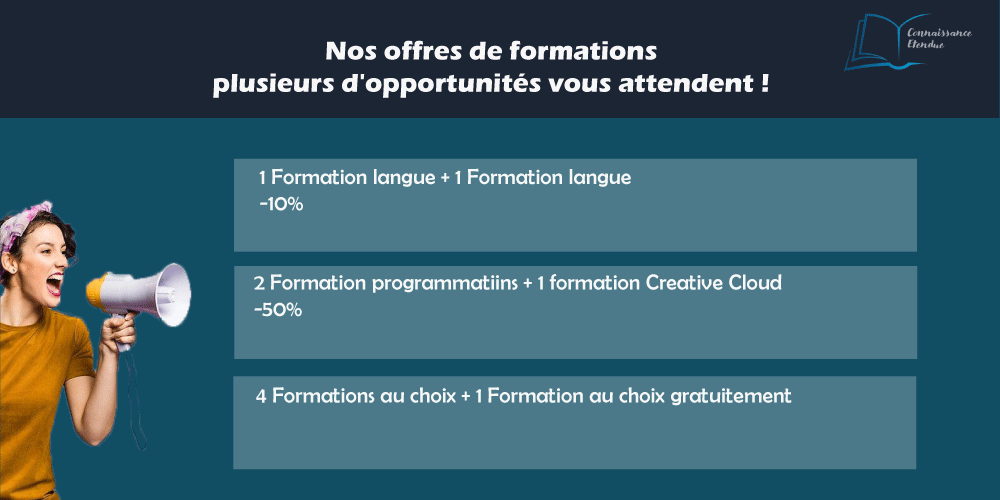 Nos offres de formations
plusieurs d'opportunités vous attendent !
Connaissance
Etendue
1 Formation langue + 1 Formation langue
-10%
2 Formation programmatiins + 1 formation Creative Cloud
-50%
4 Formations au choix + 1 Formation au choix gratuitement